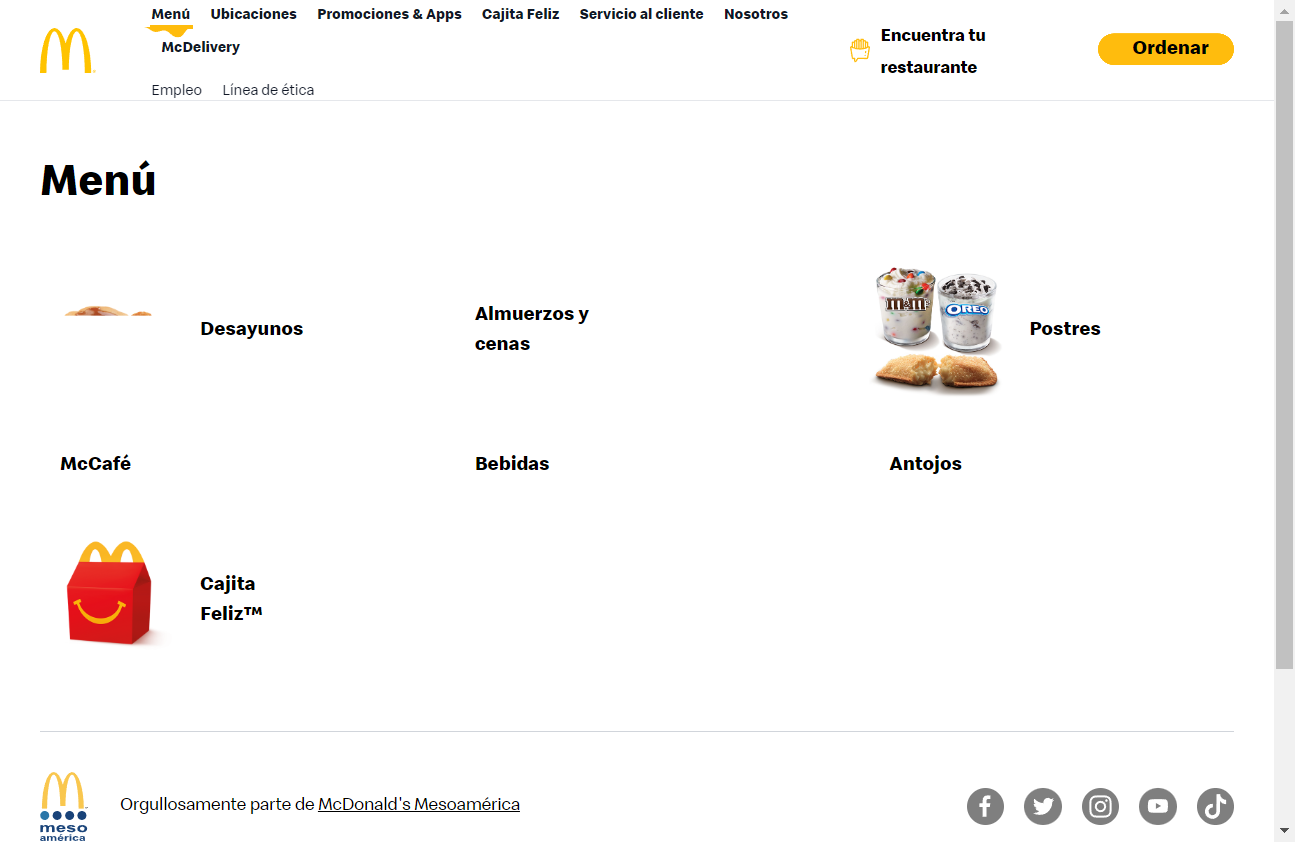 Menú Ubicaciones Promociones & Apps Cajita Feliz Servicio al cliente Nosotros
McDelivery
Empleo Línea de ética
Encuentra tu
restaurante
Ordenar
Menú
Desayunos
Almuerzos y
cenas
m&m's
OREO
Postres
McCafé
Bebidas
Antojos
Cajita
Feliz™
meso
américa
Orgullosamente parte de McDonald's Mesoamérica